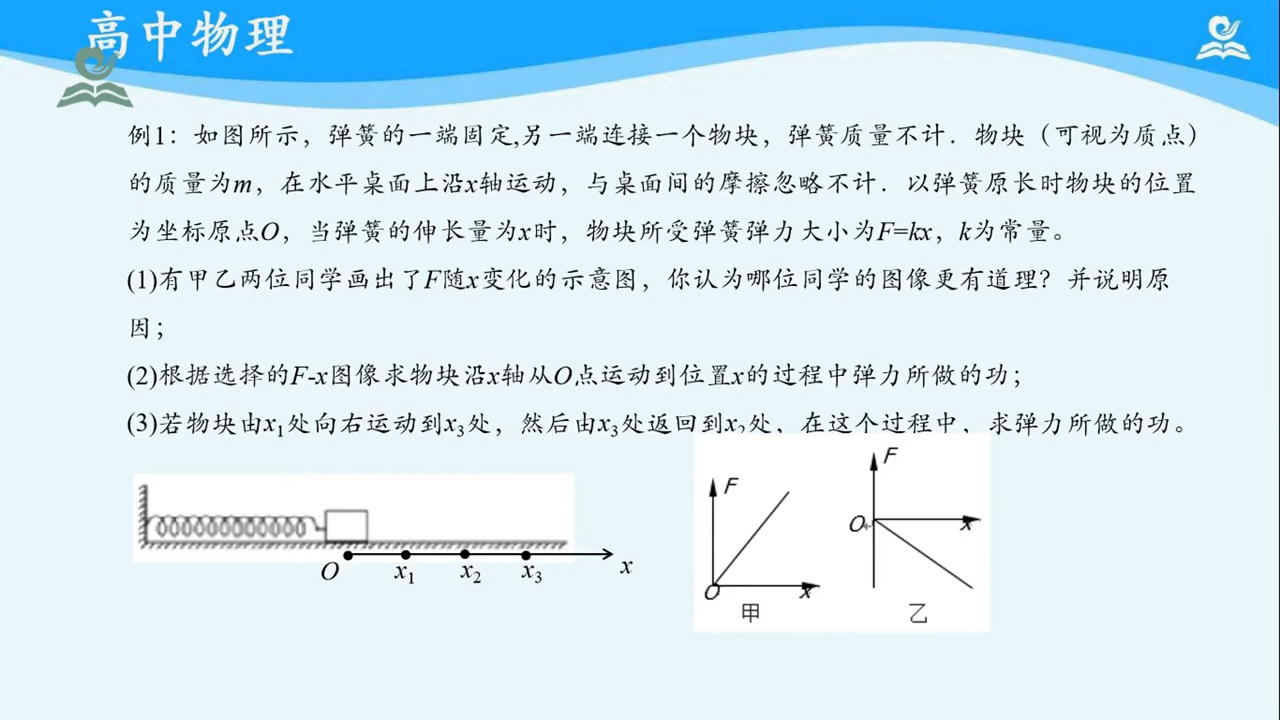 高中物理
例1：如图所示，弹簧的一端固定,另一端连接一个物块，弹簧质量不计．物块（可视为质点）
的质量为m，在水平桌面上沿x轴运动，与桌面间的摩擦忽略不计．以弹簧原长时物块的位置
为坐标原点O，当弹簧的伸长量为x时，物块所受弹簧弹力大小为F=kx，k为常量。
(1)有甲乙两位同学画出了F随x变化的示意图，你认为哪位同学的图像更有道理？并说明原
因；
(2)根据选择的F-x图像求物块沿x轴从O点运动到位置x的过程中弹力所做的功；
(3)若物块由x1处向右运动到x3处，然后由x3处返回到x2处，在这个过程中，求弹力所做的功。
O x1 x2 x3 x
F
O x
甲
F
O x
乙